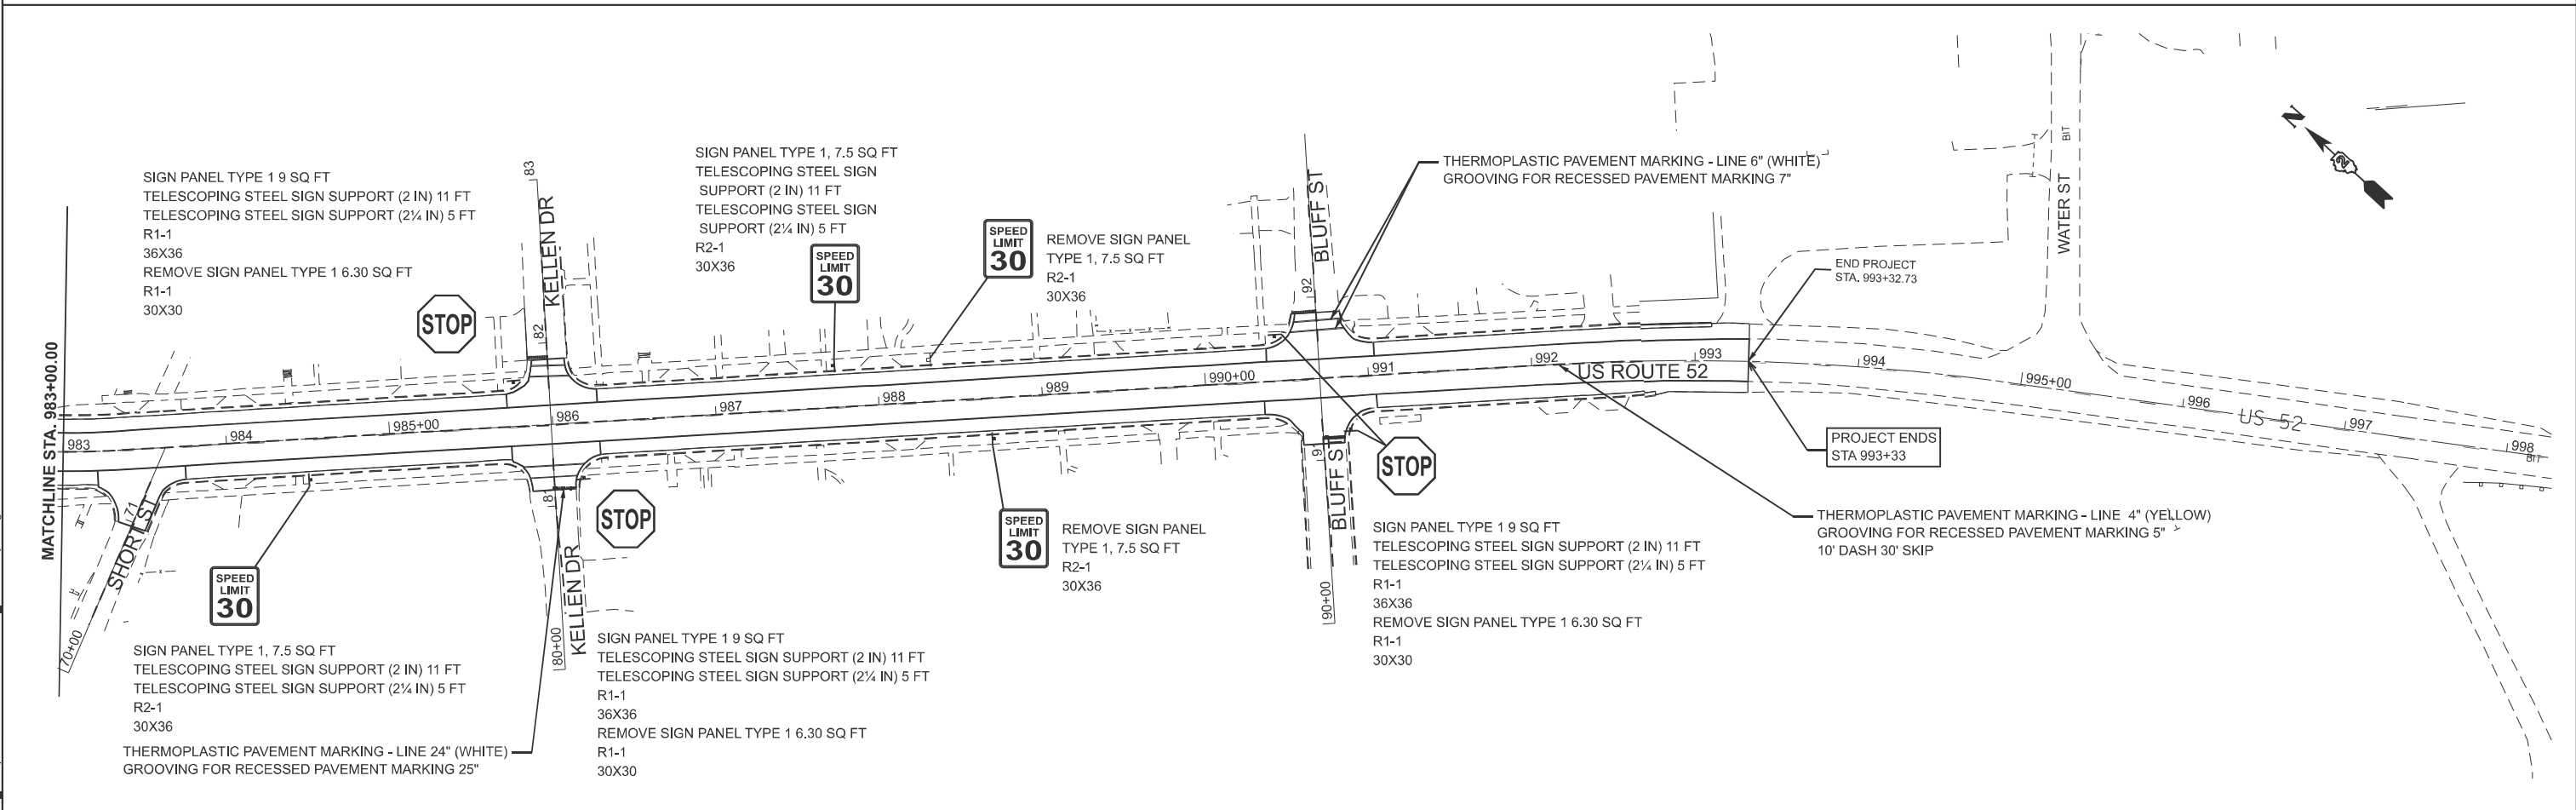 MATCHLINE STA. 983+00.00
SIGN PANEL TYPE 1 9 SQ FT
TELESCOPING STEEL SIGN SUPPORT (2 IN) 11 FT
TELESCOPING STEEL SIGN SUPPORT (2¼ IN) 5 FT
R1-1
36X36
REMOVE SIGN PANEL TYPE 1 6.30 SQ FT
R1-1
30X30
STOP
83
KELLEN DR
82
SIGN PANEL TYPE 1, 7.5 SQ FT
TELESCOPING STEEL SIGN
SUPPORT (2 IN) 11 FT
TELESCOPING STEEL SIGN
SUPPORT (2¼ IN) 5 FT
R2-1
30X36
SPEED
LIMIT
30
SPEED
LIMIT
30
REMOVE SIGN PANEL
TYPE 1, 7.5 SQ FT
R2-1
30X36
BLUFF ST
92
THERMOPLASTIC PAVEMENT MARKING - LINE 6" (WHITE)
GROOVING FOR RECESSED PAVEMENT MARKING 7"
END PROJECT
STA. 993+32.73
WATER ST
BIT
N
983
984
985+00
986
987
988
989
990+00
991
992
993
US ROUTE 52
994
995+00
996
US 52
997
998
BIT
PROJECT ENDS
STA 993+33
71
SHORT ST
70+00
SPEED
LIMIT
30
SIGN PANEL TYPE 1, 7.5 SQ FT
TELESCOPING STEEL SIGN SUPPORT (2 IN) 11 FT
TELESCOPING STEEL SIGN SUPPORT (2¼ IN) 5 FT
R2-1
30X36
THERMOPLASTIC PAVEMENT MARKING - LINE 24" (WHITE)
GROOVING FOR RECESSED PAVEMENT MARKING 25"
81
KELLEN DR
80+00
STOP
SIGN PANEL TYPE 1 9 SQ FT
TELESCOPING STEEL SIGN SUPPORT (2 IN) 11 FT
TELESCOPING STEEL SIGN SUPPORT (2¼ IN) 5 FT
R1-1
36X36
REMOVE SIGN PANEL TYPE 1 6.30 SQ FT
R1-1
30X30
SPEED
LIMIT
30
REMOVE SIGN PANEL
TYPE 1, 7.5 SQ FT
R2-1
30X36
91
BLUFF ST
90+00
STOP
SIGN PANEL TYPE 1 9 SQ FT
TELESCOPING STEEL SIGN SUPPORT (2 IN) 11 FT
TELESCOPING STEEL SIGN SUPPORT (2¼ IN) 5 FT
R1-1
36X36
REMOVE SIGN PANEL TYPE 1 6.30 SQ FT
R1-1
30X30
THERMOPLASTIC PAVEMENT MARKING - LINE 4" (YELLOW)
GROOVING FOR RECESSED PAVEMENT MARKING 5"
10' DASH 30' SKIP